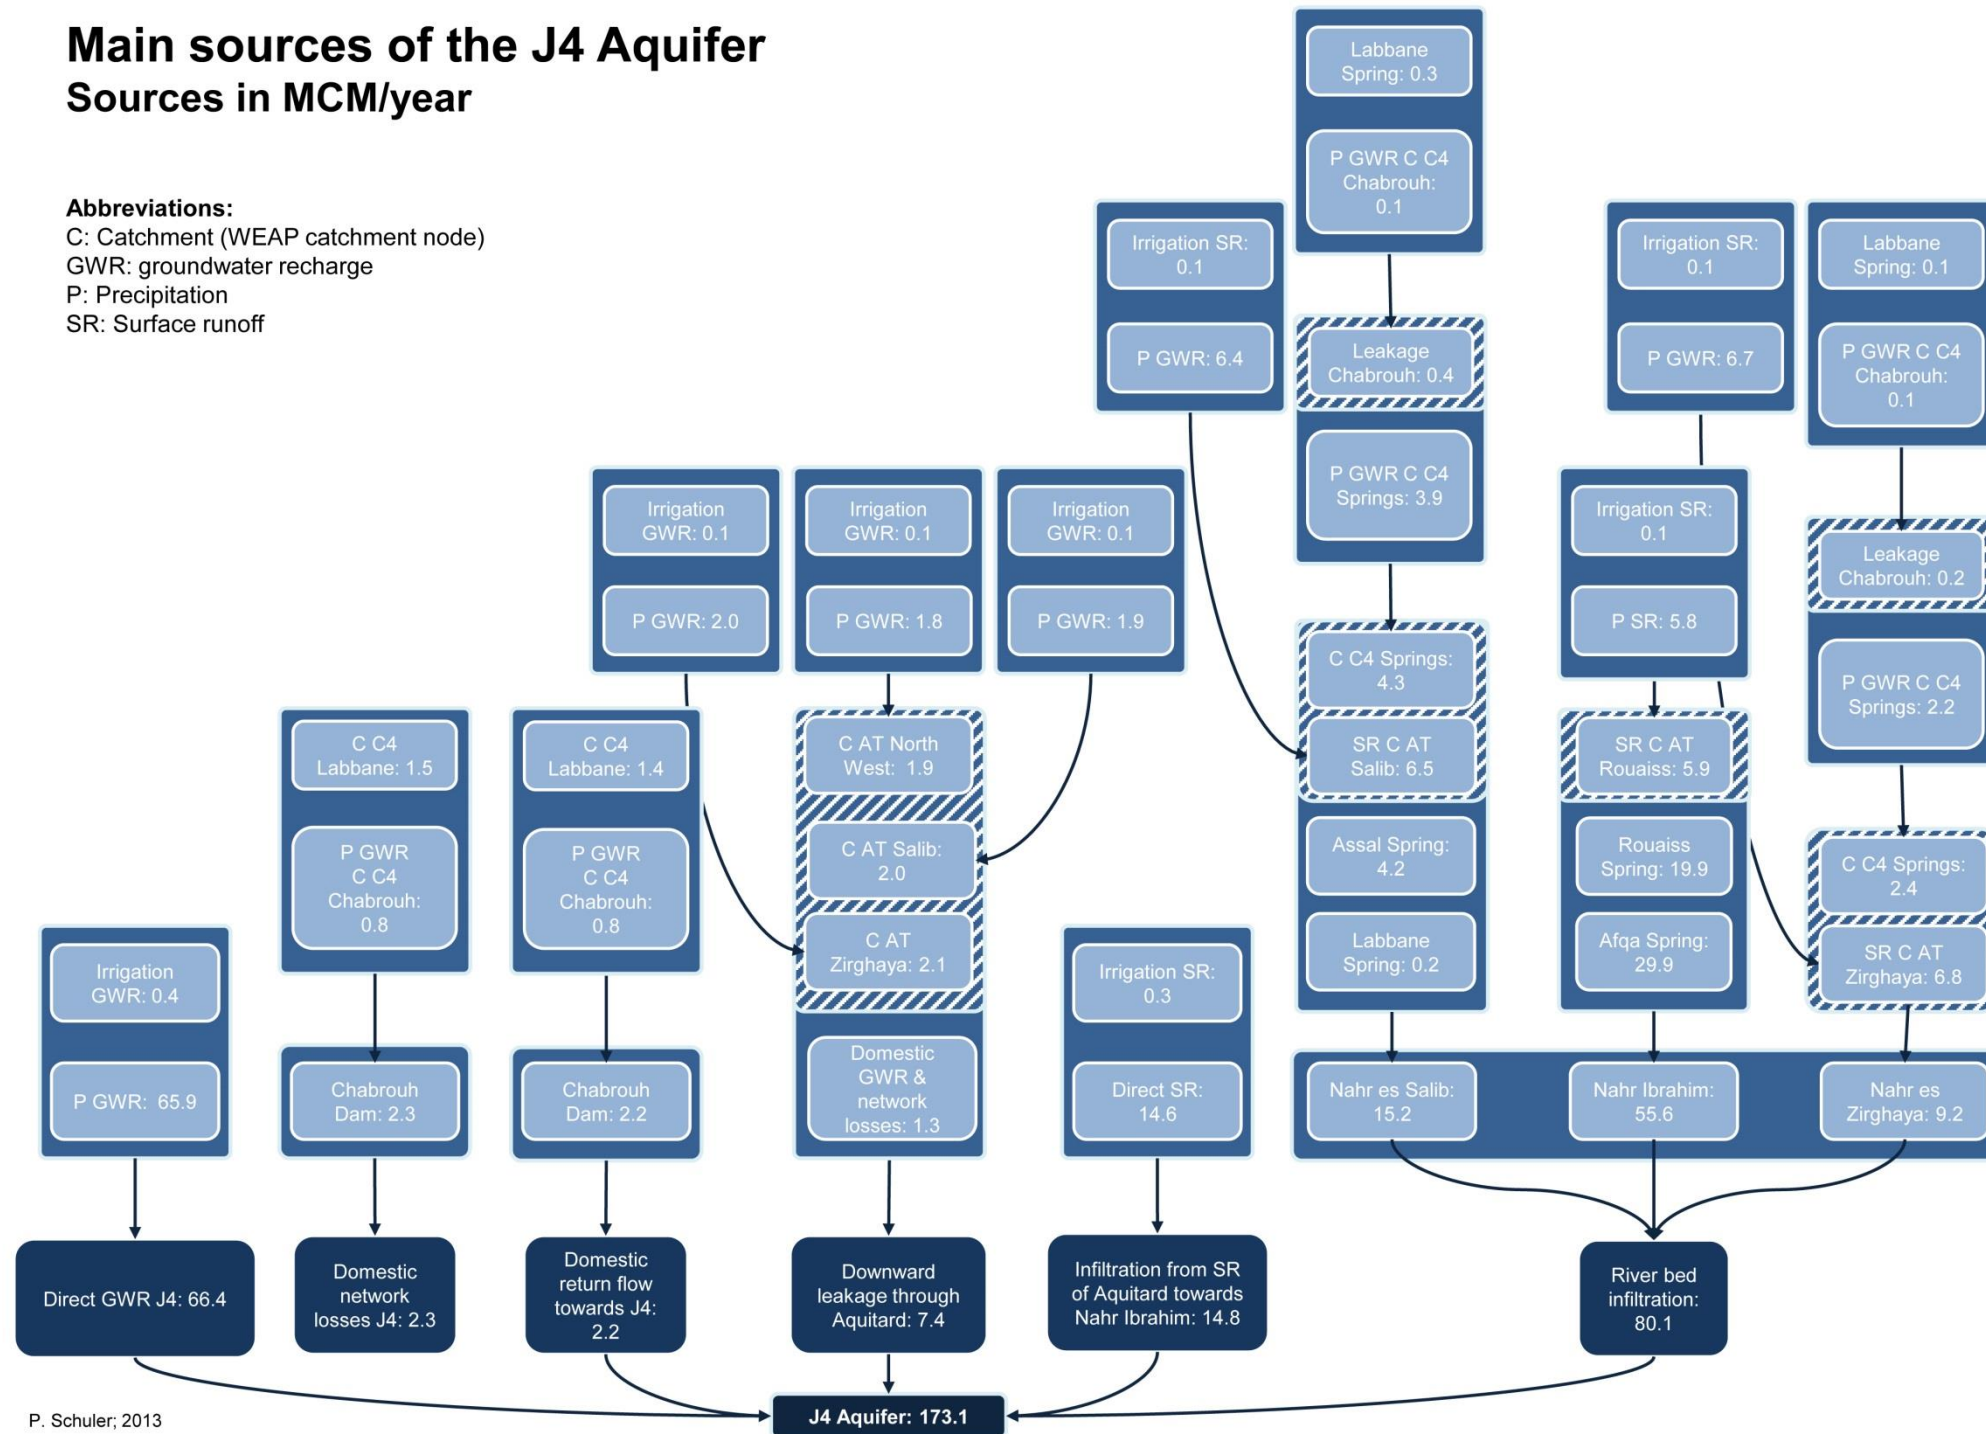 Main sources of the J4 Aquifer
Sources in MCM/year
Abbreviations:
C: Catchment (WEAP catchment node)
GWR: groundwater recharge
P: Precipitation
SR: Surface runoff
Labbane
Spring: 0.3
P GWR C C4
Chabrouh:
0.1
Irrigation SR:
0.1
P GWR: 6.4
Leakage
Chabrouh: 0.4
P GWR C C4
Springs: 3.9
Irrigation SR:
0.1
P GWR: 6.7
Labbane
Spring: 0.1
P GWR C C4
Chabrouh:
0.1
Irrigation
GWR: 0.1
P GWR: 2.0
Irrigation
GWR: 0.1
P GWR: 1.8
Irrigation
GWR: 0.1
P GWR: 1.9
Irrigation SR:
0.1
P SR: 5.8
Leakage
Chabrouh: 0.2
P GWR C C4
Springs: 2.2
C C4
Labbane: 1.5
P GWR
C C4
Chabrouh:
0.8
C C4
Labbane: 1.4
P GWR
C C4
Chabrouh:
0.8
C AT North
West: 1.9
C AT Salib:
2.0
C AT
Zirghaya: 2.1
Domestic
GWR &
network
losses: 1.3
C C4 Springs:
4.3
SR C AT
Salib: 6.5
Assal Spring:
4.2
Labbane
Spring: 0.2
SR C AT
Rouaiss: 5.9
Rouaiss
Spring: 19.9
Afqa Spring:
29.9
C C4 Springs:
2.4
SR C AT
Zirghaya: 6.8
Irrigation
GWR: 0.4
P GWR: 65.9
Chabrouh
Dam: 2.3
Chabrouh
Dam: 2.2
Irrigation SR:
0.3
Direct SR:
14.6
Nahr es Salib:
15.2
Nahr Ibrahim:
55.6
Nahr es
Zirghaya: 9.2
Direct GWR J4: 66.4
Domestic
network
losses J4: 2.3
Domestic
return flow
towards J4:
2.2
Downward
leakage through
Aquitard: 7.4
Infiltration from SR
of Aquitard towards
Nahr Ibrahim: 14.8
River bed
infiltration:
80.1
J4 Aquifer: 173.1
P. Schuler; 2013